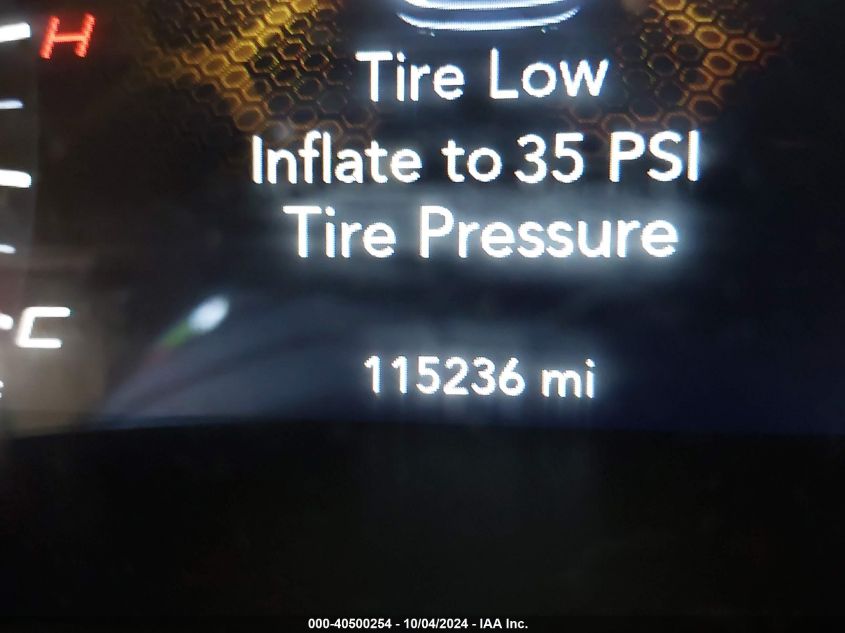 H
Tire Low
Inflate to 35 PSI
Tire Pressure
C
115236 mi
000-40500254 - 10/04/2024 - IAA Inc.